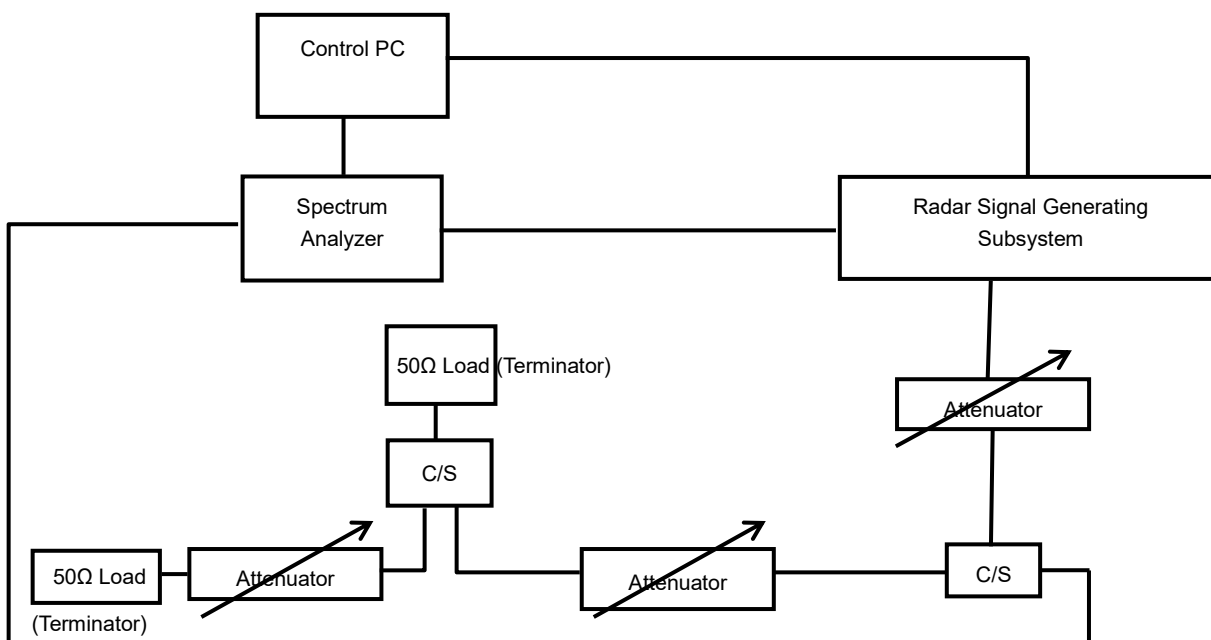 Control PC
Spectrum
Analyzer
Radar Signal Generating
Subsystem
50Ω Load (Terminator)
Attenuator
C/S
50Ω Load
(Terminator)
Attenuator
Attenuator
C/S